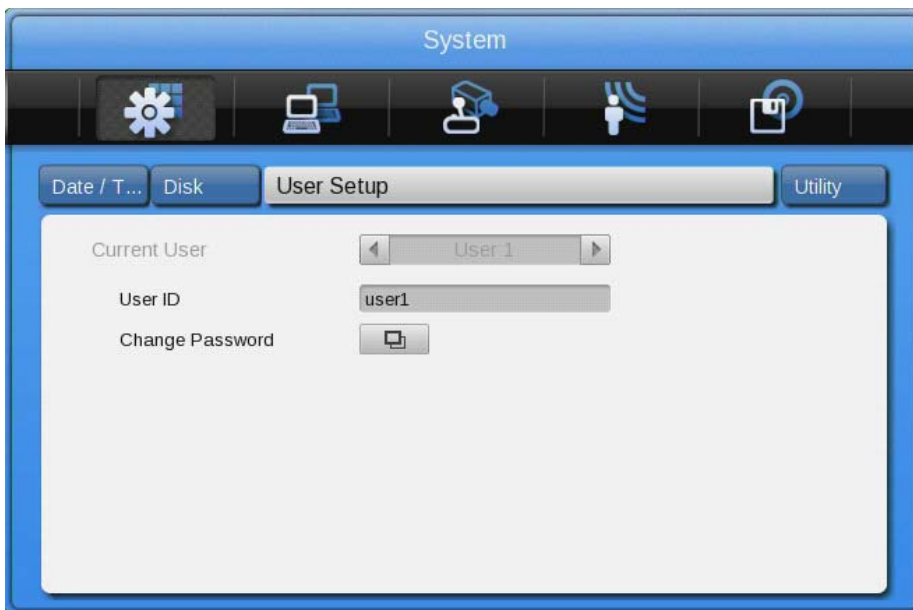 System
Date / T... Disk User Setup Utility
Current User User 1
User ID user1
Change Password